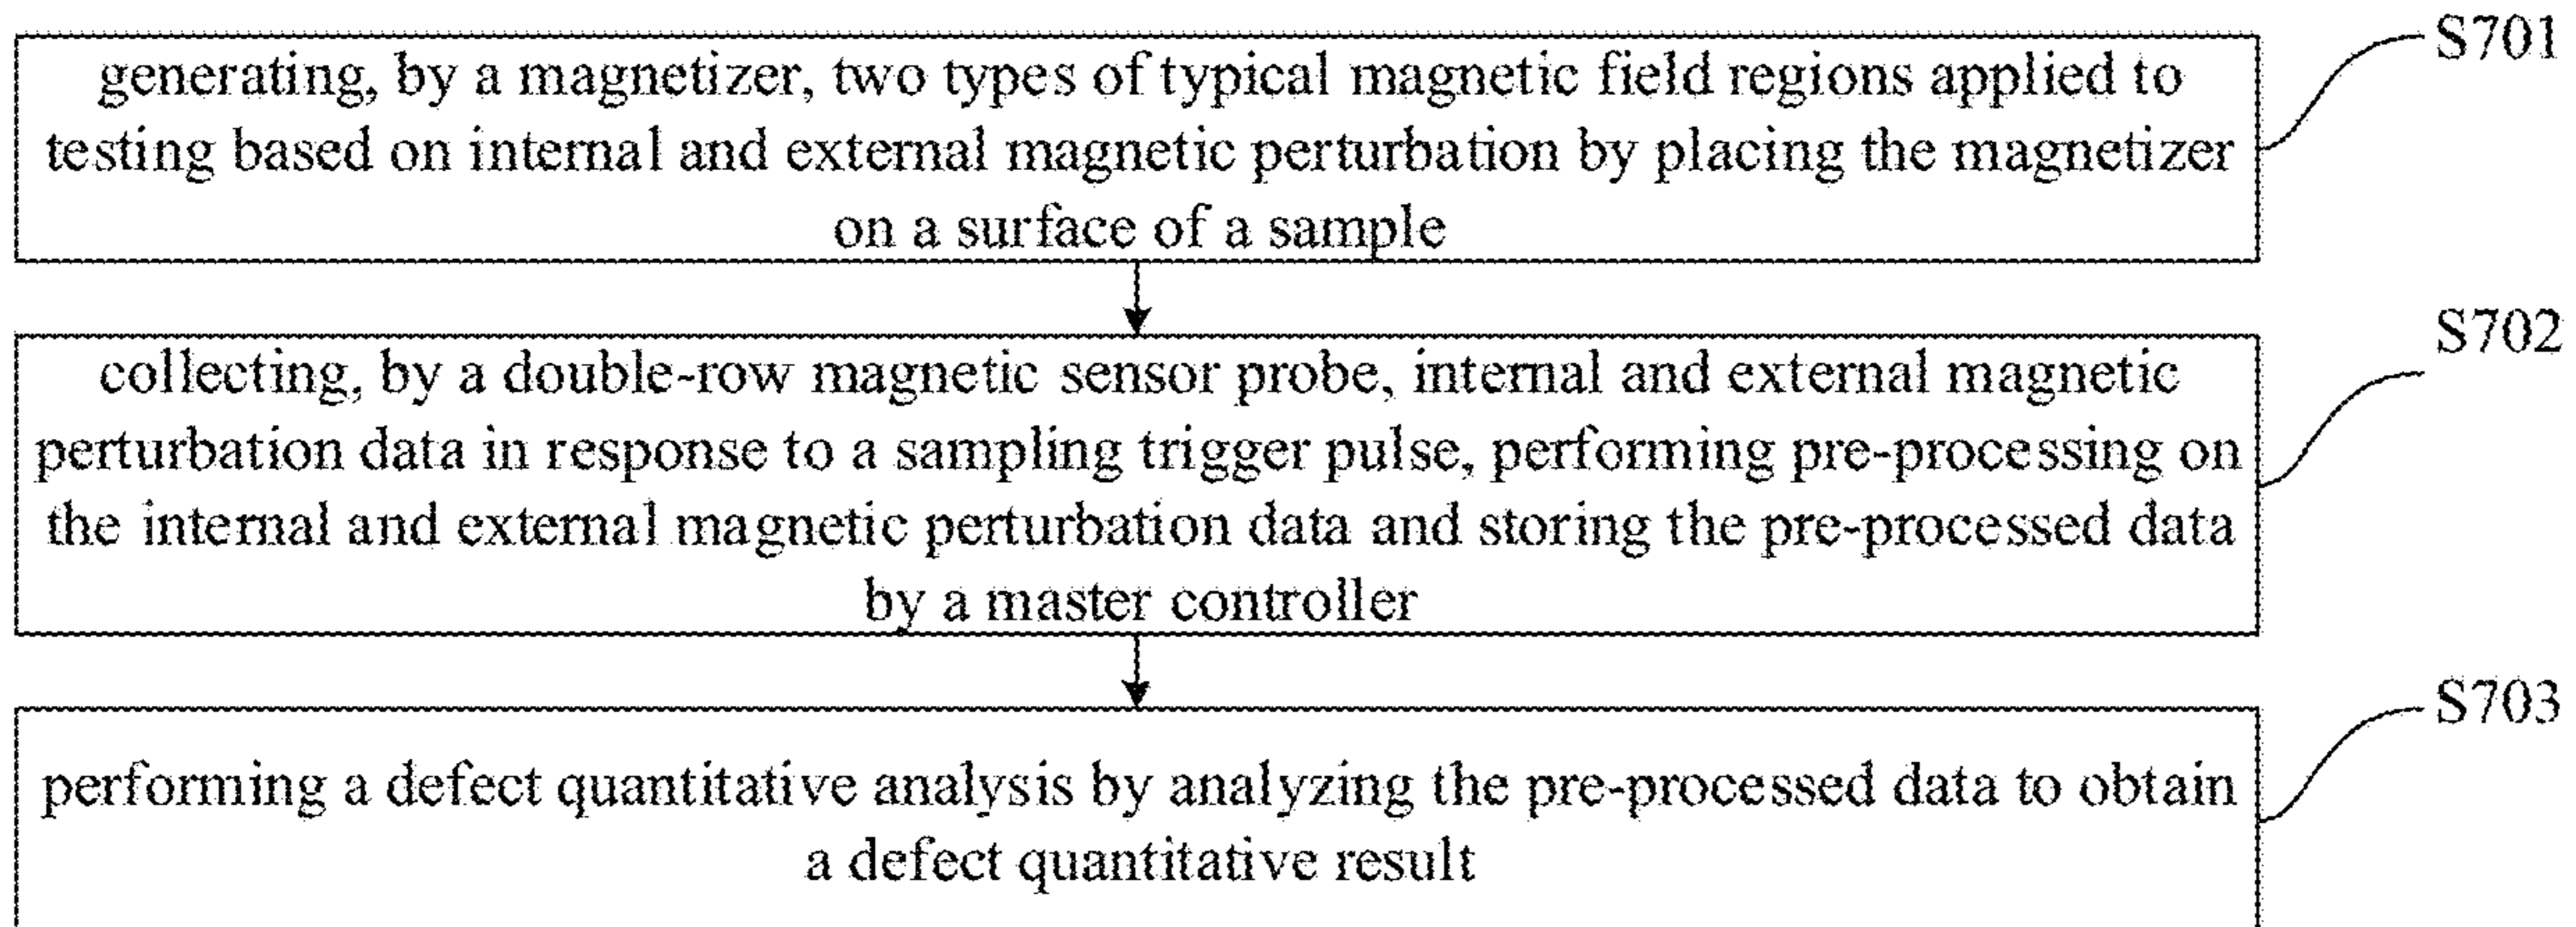 S701
generating, by a magnetizer, two types of typical magnetic field regions applied to
testing based on internal and external magnetic perturbation by placing the magnetizer
on a surface of a sample
S702
collecting, by a double-row magnetic sensor probe, internal and external magnetic
perturbation data in response to a sampling trigger pulse, performing pre-processing on
the internal and external magnetic perturbation data and storing the pre-processed data
by a master controller
S703
performing a defect quantitative analysis by analyzing the pre-processed data to obtain
a defect quantitative result